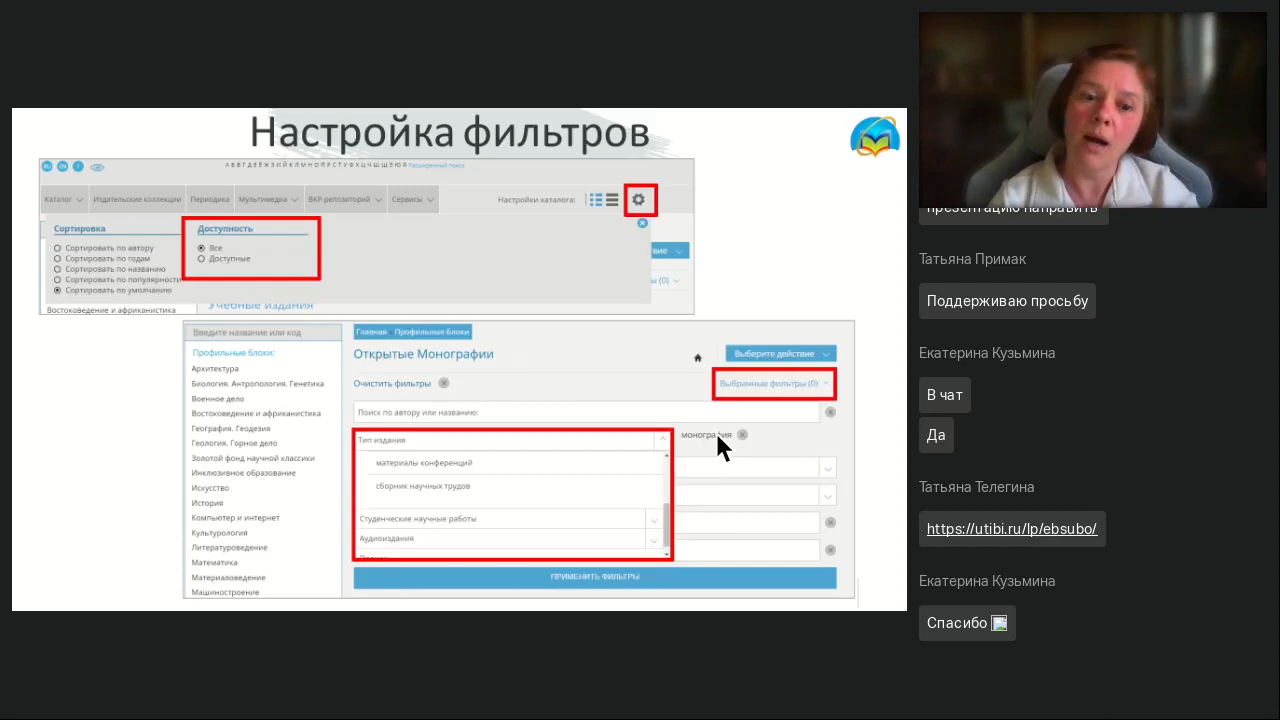 Настройка фильтров
RU EN T
А Б В Г Д Е Ё Ж З И Й К Л М Н О П Р С Т У Ф Х Ц Ч Ш Щ Э Ю Я Расширенный поиск
Каталог Издательские коллекции Периодика Мультимедиа ВКР-репозиторий Сервисы Настройки каталога:
Сортировка Доступность
Сортировать по автору Все
Сортировать по годам Доступные
Сортировать по названию
Сортировать по популярности
Сортировать по умолчанию
вие
ы (0)
Учебные издания
Востоковедение и африканистика
Введите название или код
Профильные блоки:
Архитектура
Биология. Антропология. Генетика
Военное дело
Востоковедение и африканистика
География. Геодезия
Геология. Горное дело
Золотой фонд научной классики
Инклюзивное образование
Искусство
История
Компьютер и интернет
Культурология
Литературоведение
Математика
Материаловедение
Машиностроение
Главная Профильные блоки
Открытые Монографии
Выберите действие
Очистить фильтры
Выбранные фильтры (0)
Поиск по автору или названию:
Тип издания
монография
материалы конференций
сборник научных трудов
Студенческие научные работы
Аудиоиздания
ПРИМЕНИТЬ ФИЛЬТРЫ
презентацию направить
Татьяна Примак
Поддерживаю просьбу
Екатерина Кузьмина
В чат
Да
Татьяна Телегина
https://utibi.ru/lp/ebsubo/
Екатерина Кузьмина
Спасибо